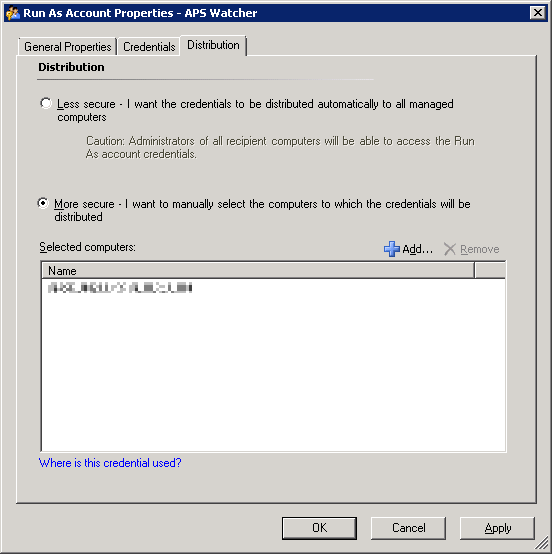 Run As Account Properties - APS Watcher
General Properties Credentials Distribution
Distribution
Less secure - I want the credentials to be distributed automatically to all managed
computers
Caution: Administrators of all recipient computers will be able to access the Run
As account credentials.
More secure - I want to manually select the computers to which the credentials will be
distributed
Selected computers:
Add... Remove
Name
Where is this credential used?
OK Cancel Apply